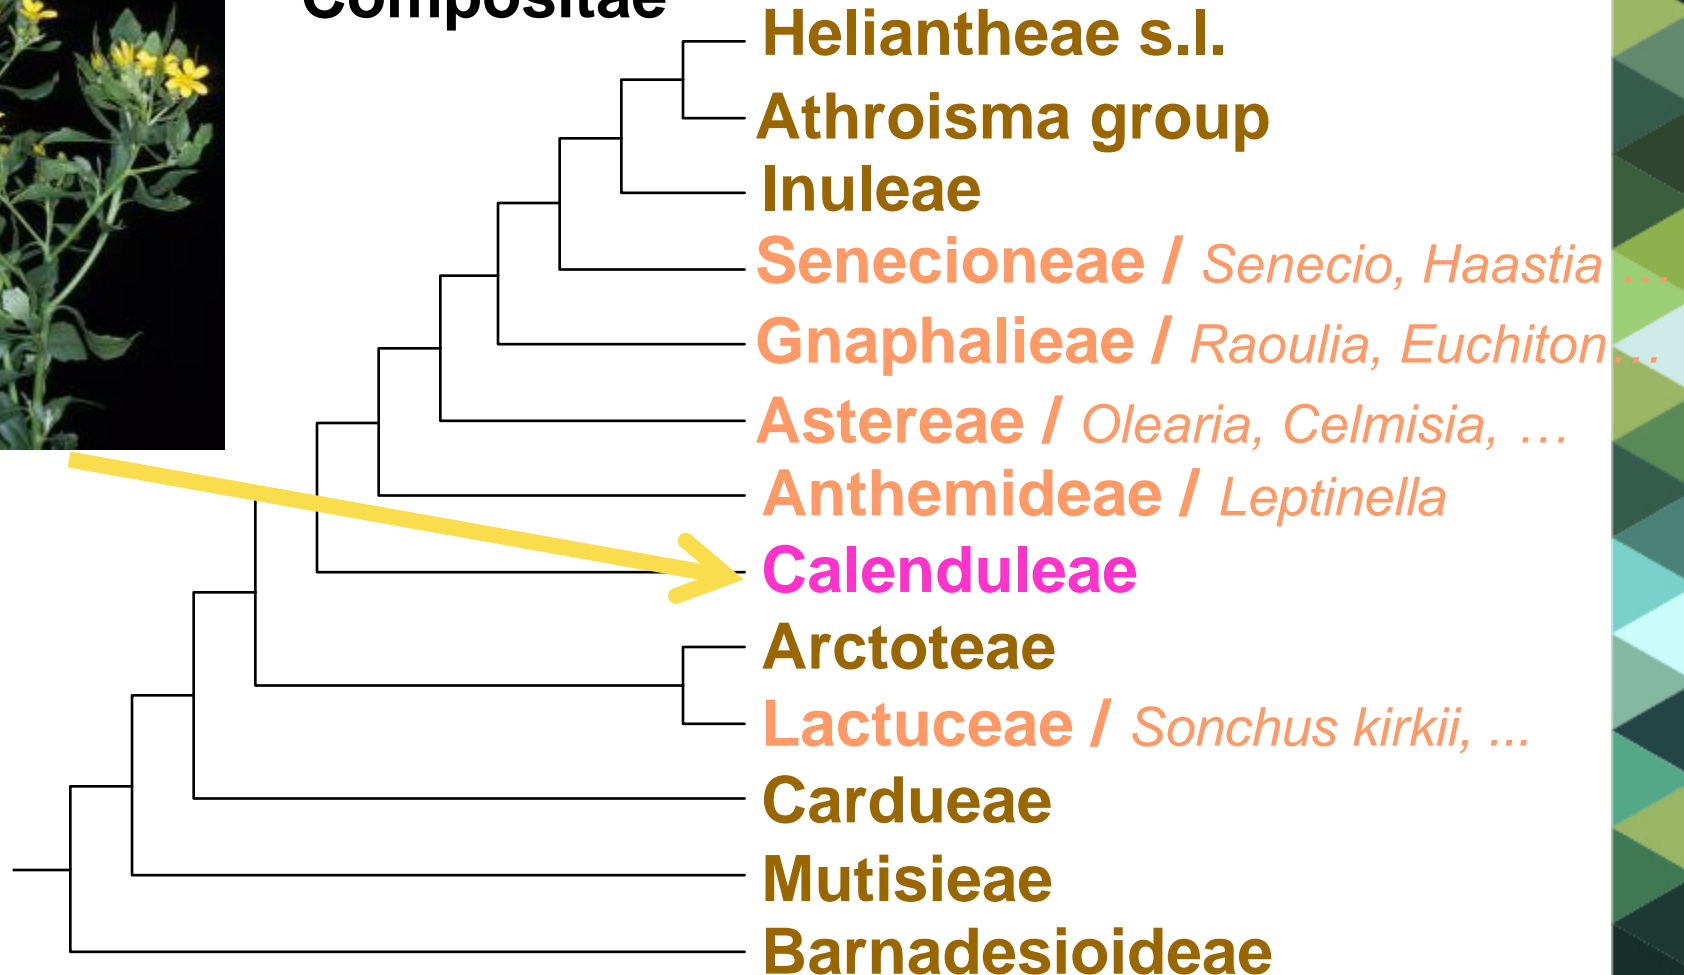 Compositae
Heliantheae s.l.
Athroisma group
Inuleae
Senecioneae / Senecio, Haastia ...
Gnaphalieae / Raoulia, Euchiton...
Astereae / Olearia, Celmisia, ...
Anthemideae / Leptinella
Calenduleae
Arctoteae
Lactuceae / Sonchus kirkii, ...
Cardueae
Mutisieae
Barnadesioideae